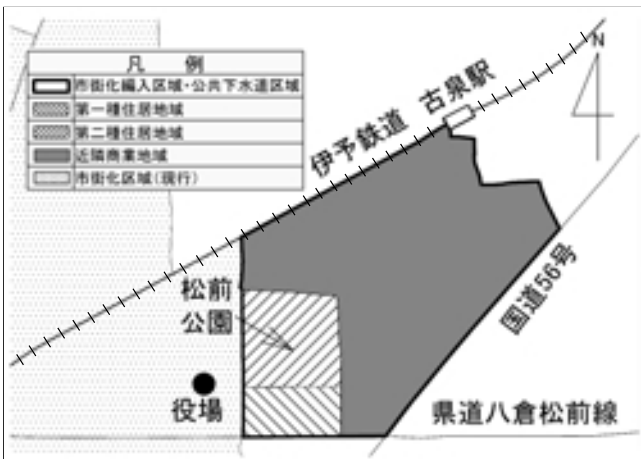 凡例
市街化編入区域・公共下水道区域
第一種住居地域
第二種住居地域
近隣商業地域
市街化区域(現行)
伊予鉄道 古泉駅
N
松前
公園
国道56号
役場
県道八倉松前線